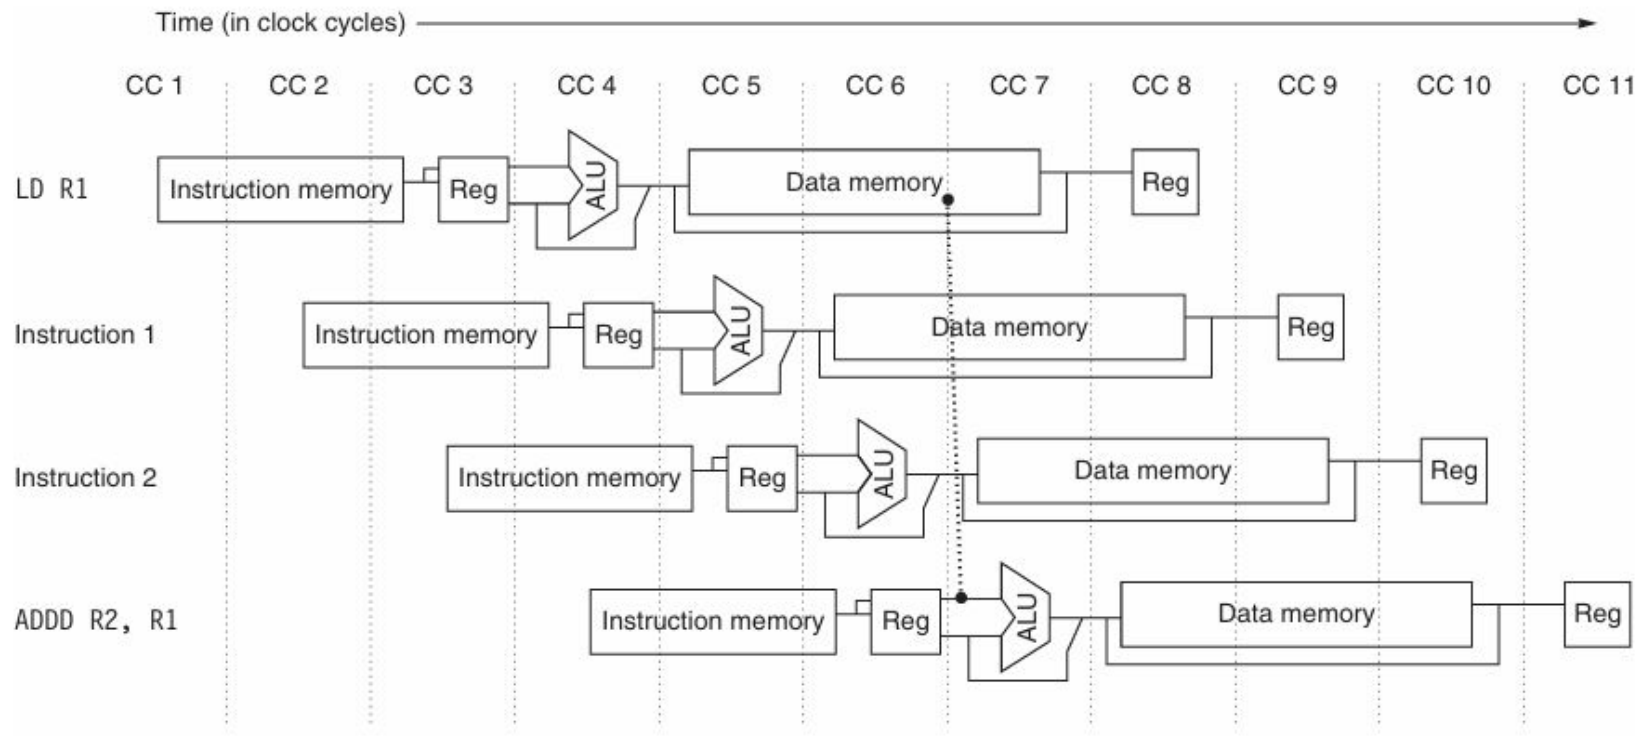 Time (in clock cycles)
CC 1 CC 2 CC 3 CC 4 CC 5 CC 6 CC 7 CC 8 CC 9 CC 10 CC 11
LD R1 Instruction memory Reg ALU Data memory Reg
Instruction 1 Instruction memory Reg ALU Data memory Reg
Instruction 2 Instruction memory Reg ALU Data memory Reg
ADDD R2, R1 Instruction memory Reg ALU Data memory Reg